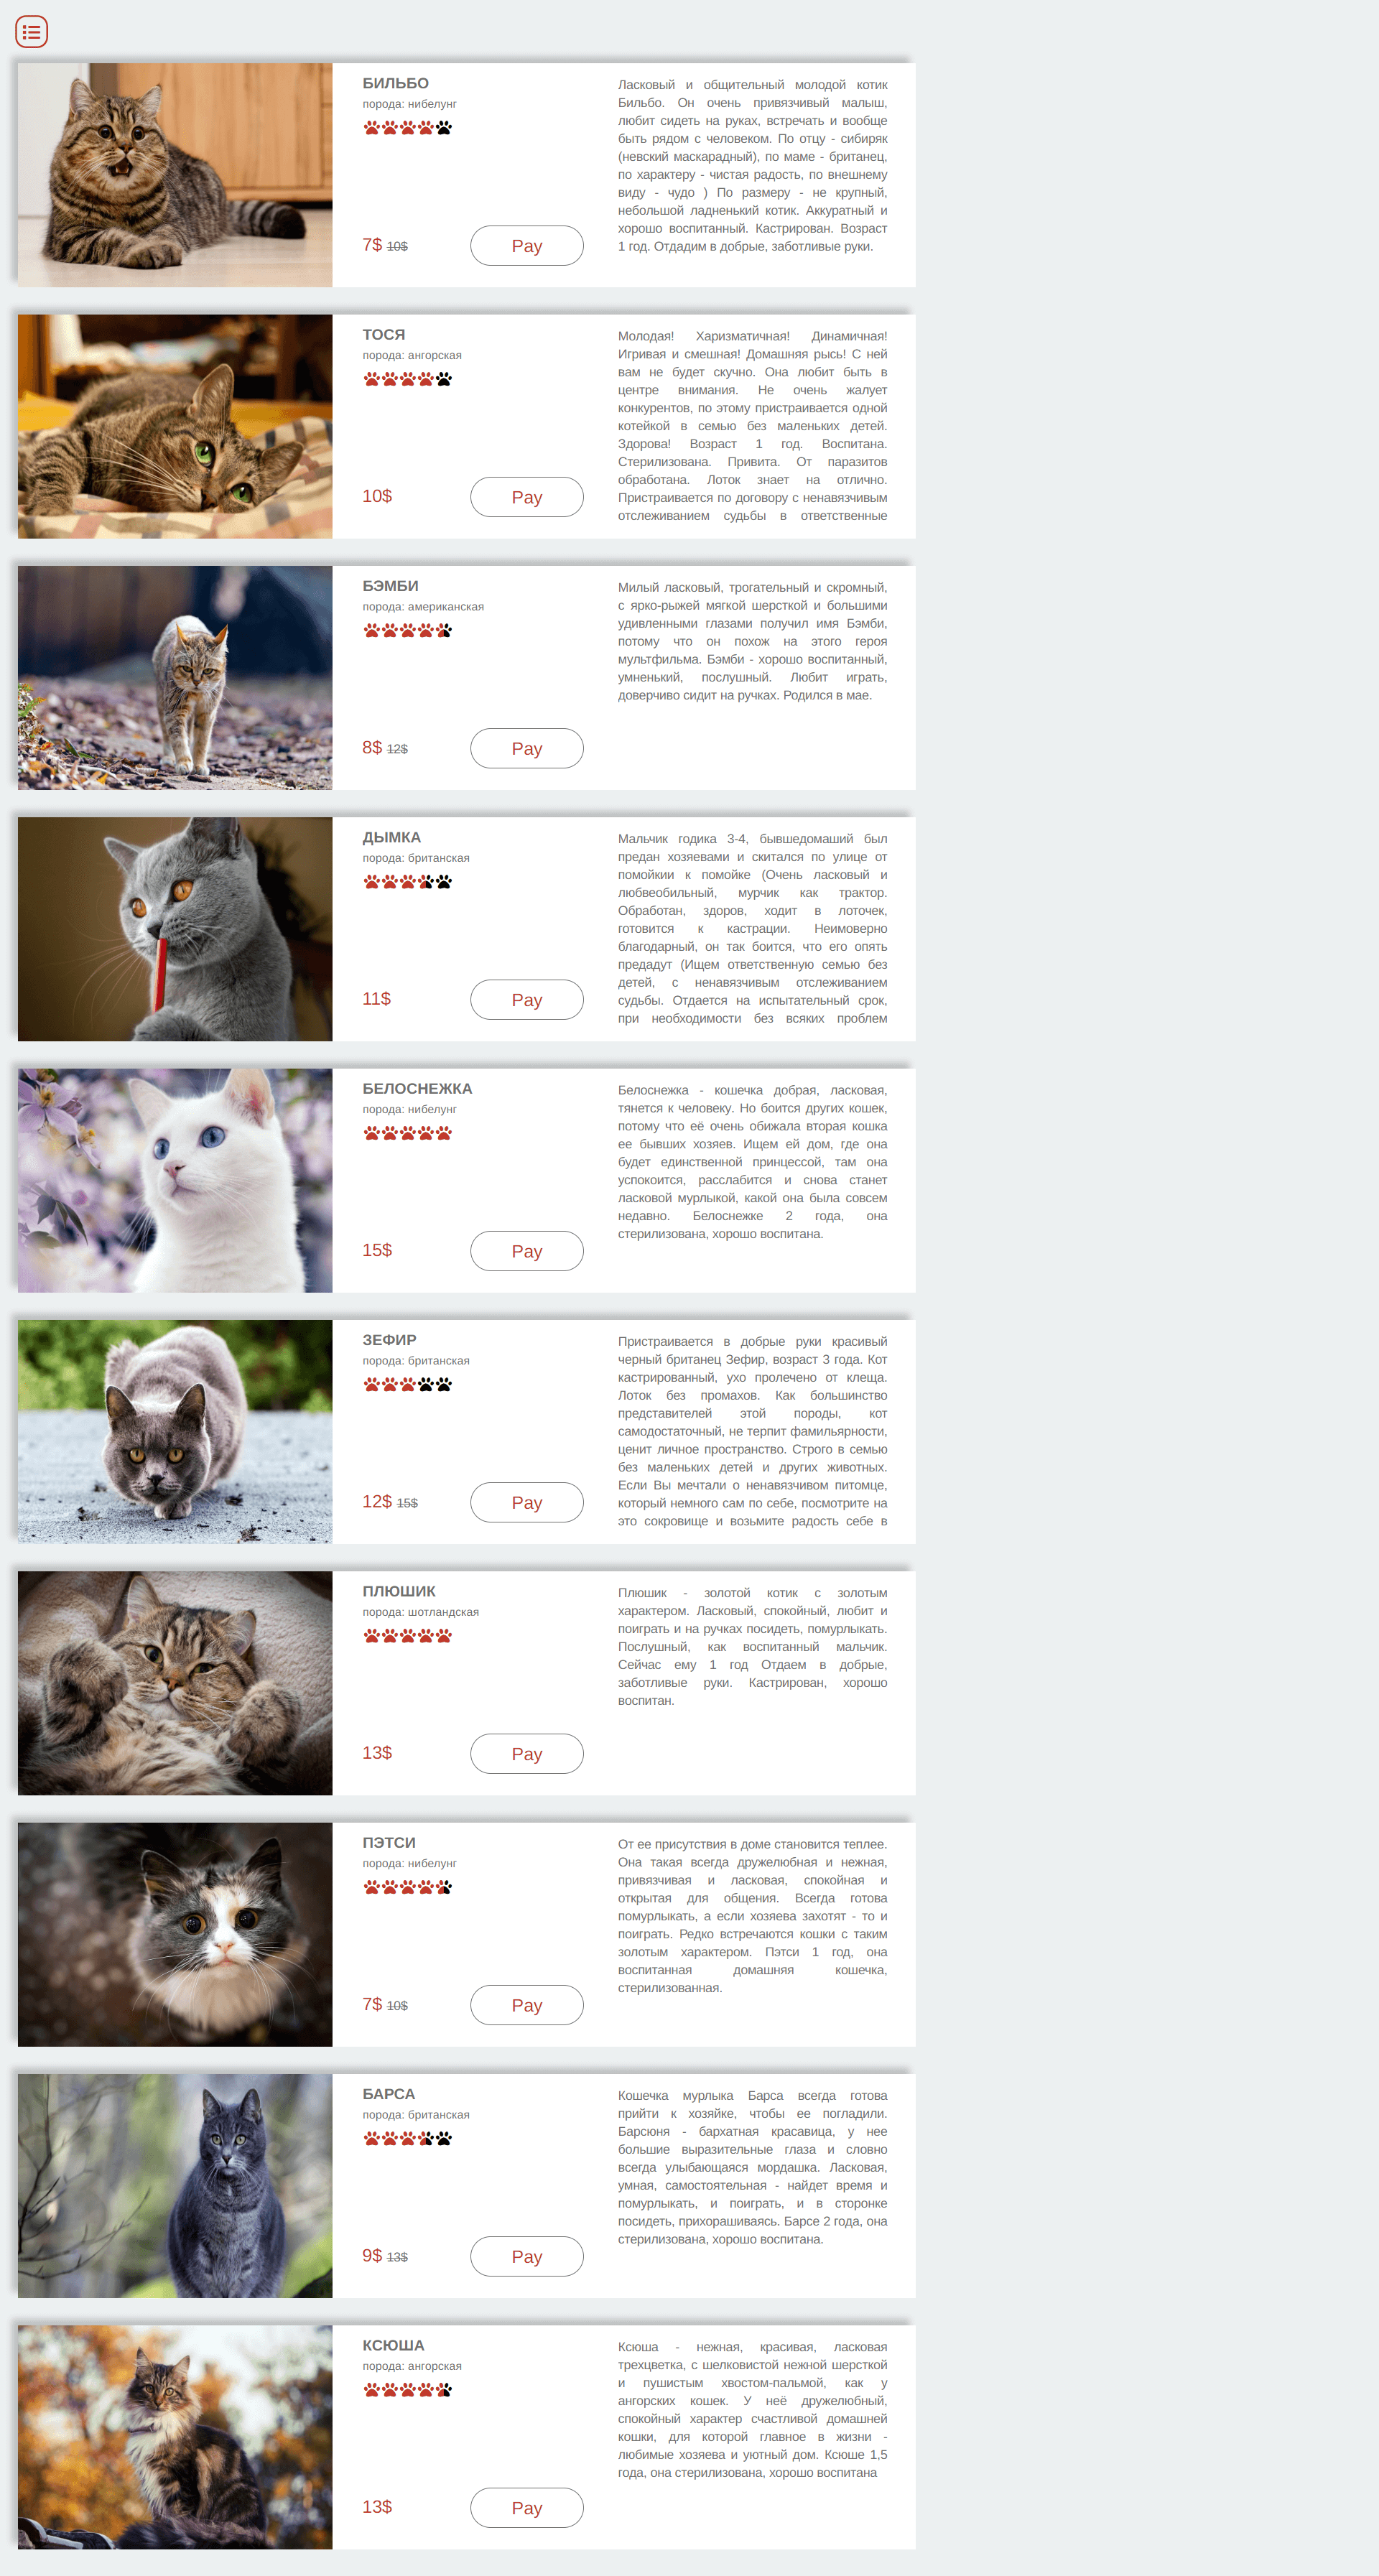 БИЛЬБО
порода: нибелунг
7$ 10$
Pay
Ласковый и общительный молодой котик
Бильбо. Он очень привязчивый малыш,
любит сидеть на руках, встречать и вообще
быть рядом с человеком. По отцу - сибиряк
(невский маскарадный), по маме - британец,
по характеру - чистая радость, по внешнему
виду - чудо ) По размеру - не крупный,
небольшой ладненький котик. Аккуратный и
хорошо воспитанный. Кастрирован. Возраст
1 год. Отдадим в добрые, заботливые руки.
ТОСЯ
порода: ангорская
10$
Pay
Молодая! Харизматичная! Динамичная!
Игривая и смешная! Домашняя рысь! С ней
вам не будет скучно. Она любит быть в
центре внимания. Не очень жалует
конкурентов, по этому пристраивается одной
котейкой в семью без маленьких детей.
Здорова! Возраст 1 год. Воспитана.
Стерилизована. Привита. От паразитов
обработана. Лоток знает на отлично.
Пристраивается по договору с ненавязчивым
отслеживанием судьбы в ответственные
БЭМБИ
порода: американская
8$ 12$
Pay
Милый ласковый, трогательный и скромный,
с ярко-рыжей мягкой шерсткой и большими
удивленными глазами получил имя Бэмби,
потому что он похож на этого героя
мультфильма. Бэмби - хорошо воспитанный,
умненький, послушный. Любит играть,
доверчиво сидит на ручках. Родился в мае.
ДЫМКА
порода: британская
11$
Pay
Мальчик годика 3-4, бывшедомаший был
предан хозяевами и скитался по улице от
помойкии к помойке (Очень ласковый и
любвеобильный, мурчик как трактор.
Обработан, здоров, ходит в лоточек,
готовится к кастрации. Неимоверно
благодарный, он так боится, что его опять
предадут (Ищем ответственную семью без
детей, с ненавязчивым отслеживанием
судьбы. Отдается на испытательный срок,
при необходимости без всяких проблем
БЕЛОСНЕЖКА
порода: нибелунг
15$
Pay
Белоснежка - кошечка добрая, ласковая,
тянется к человеку. Но боится других кошек,
потому что её очень обижала вторая кошка
ее бывших хозяев. Ищем ей дом, где она
будет единственной принцессой, там она
успокоится, расслабится и снова станет
ласковой мурлыкой, какой она была совсем
недавно. Белоснежке 2 года, она
стерилизована, хорошо воспитана.
ЗЕФИР
порода: британская
12$ 15$
Pay
Пристраивается в добрые руки красивый
черный британец Зефир, возраст 3 года. Кот
кастрированный, ухо пролечено от клеща.
Лоток без промахов. Как большинство
представителей этой породы, кот
самодостаточный, не терпит фамильярности,
ценит личное пространство. Строго в семью
без маленьких детей и других животных.
Если Вы мечтали о ненавязчивом питомце,
который немного сам по себе, посмотрите на
это сокровище и возьмите радость себе в
ПЛЮШИК
порода: шотландская
13$
Pay
Плюшик - золотой котик с золотым
характером. Ласковый, спокойный, любит и
поиграть и на ручках посидеть, помурлыкать.
Послушный, как воспитанный мальчик.
Сейчас ему 1 год Отдаем в добрые,
заботливые руки. Кастрирован, хорошо
воспитан.
ПЭТСИ
порода: нибелунг
7$ 10$
Pay
От ее присутствия в доме становится теплее.
Она такая всегда дружелюбная и нежная,
привязчивая и ласковая, спокойная и
открытая для общения. Всегда готова
помурлыкать, а если хозяева захотят - то и
поиграть. Редко встречаются кошки с таким
золотым характером. Пэтси 1 год, она
воспитанная домашняя кошечка,
стерилизованная.
БАРСА
порода: британская
9$ 13$
Pay
Кошечка мурлыка Барса всегда готова
прийти к хозяйке, чтобы ее погладили.
Барсюня - бархатная красавица, у нее
большие выразительные глаза и словно
всегда улыбающаяся мордашка. Ласковая,
умная, самостоятельная - найдет время и
помурлыкать, и поиграть, и в сторонке
посидеть, прихорашиваясь. Барсе 2 года, она
стерилизована, хорошо воспитана.
КСЮША
порода: ангорская
13$
Pay
Ксюша - нежная, красивая, ласковая
трехцветка, с шелковистой нежной шерсткой
и пушистым хвостом-пальмой, как у
ангорских кошек. У неё дружелюбный,
спокойный характер счастливой домашней
кошки, для которой главное в жизни -
любимые хозяева и уютный дом. Ксюше 1,5
года, она стерилизована, хорошо воспитана